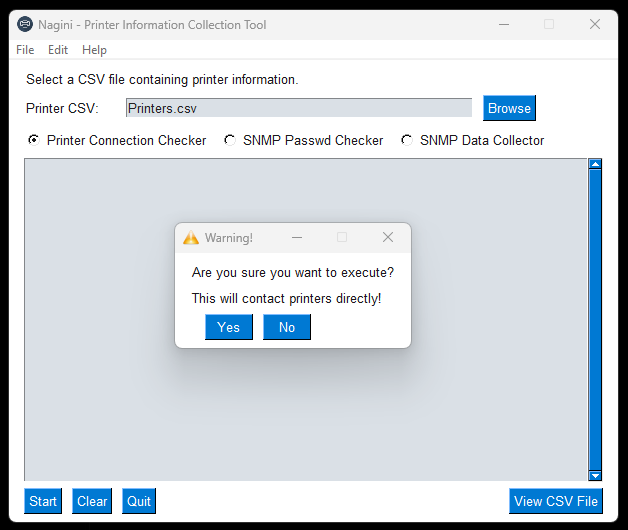 Nagini - Printer Information Collection Tool
File Edit Help
Select a CSV file containing printer information.
Printer CSV: Printers.csv Browse
Printer Connection Checker SNMP Passwd Checker SNMP Data Collector
Warning!
Are you sure you want to execute?
This will contact printers directly!
Yes No
Start Clear Quit View CSV File